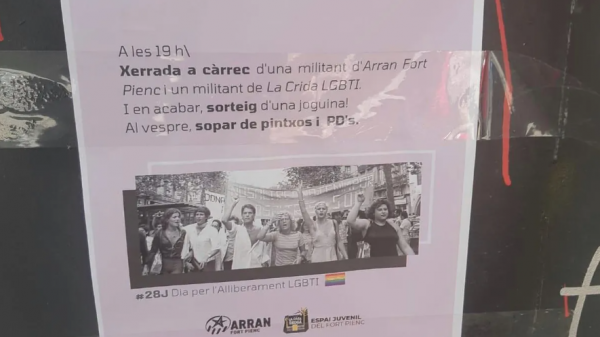 A les 19 h\
Xerrada a càrrec d'una militant d'Arran Fort
Pienc i un militant de La Crida LGBTI.
I en acabar, sorteig d'una joguina!
Al vespre, sopar de pintxos i PD's.
#28J Dia per l'Alliberament LGBTI
ARRAN
FORT PIENC
ESPAI JUVENIL
DEL FORT PIENC